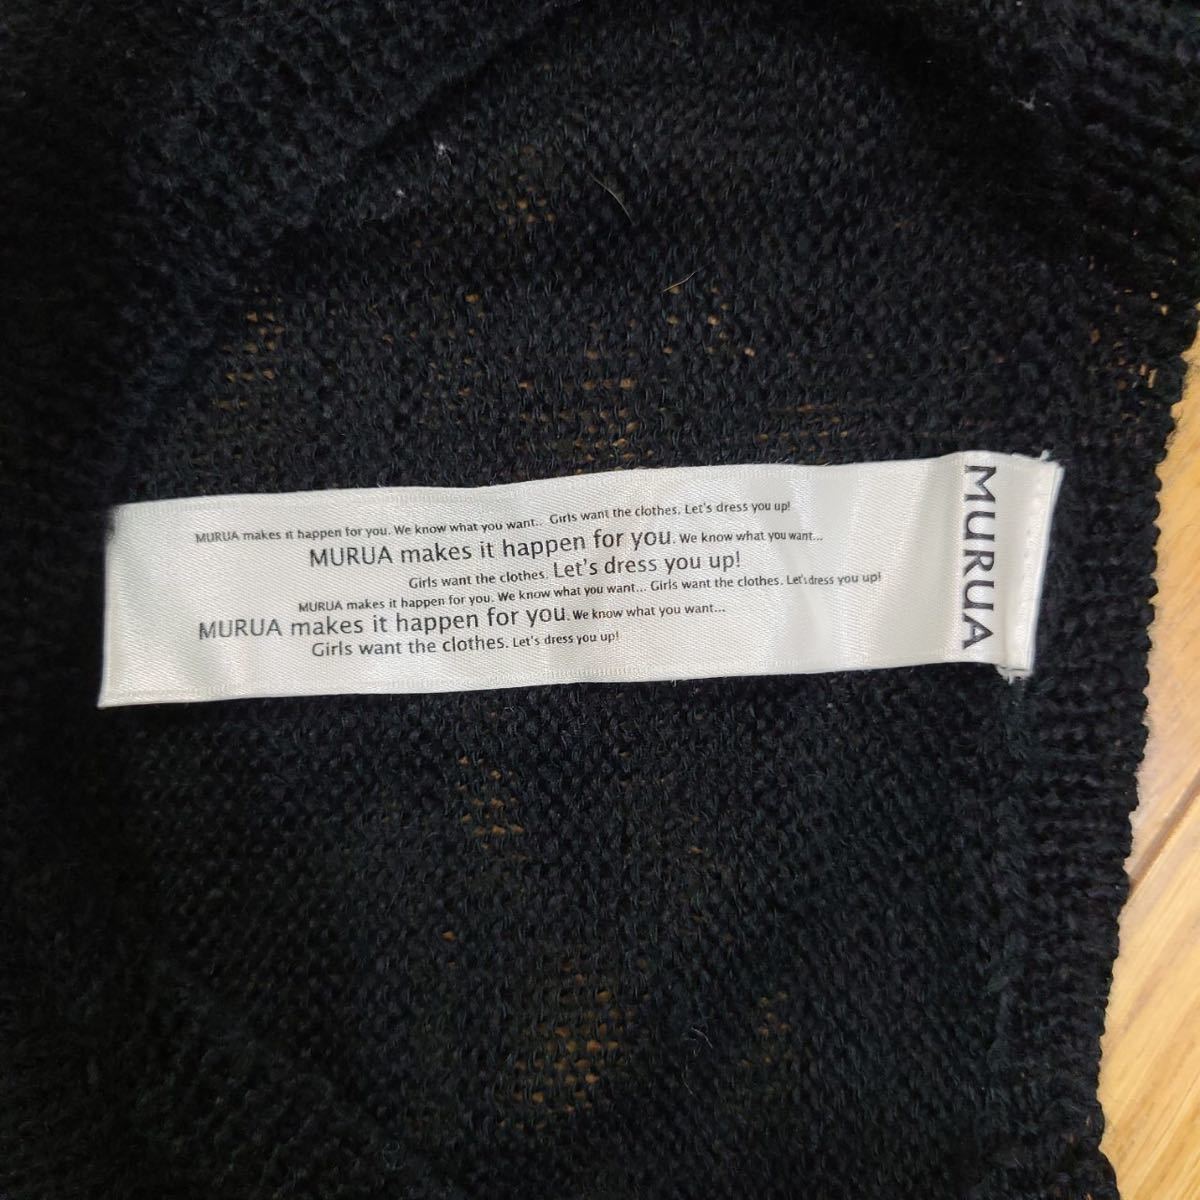 MURUA makes it happen for you. We know what you want.. Girls want the clothes. Let's dress you up!
MURUA makes it happen for you. We know what you want...
Girls want the clothes. Let's dress you up!
MURUA makes it happen for you. We know what you want... Girls want the clothes. Let's dress you up!
MURUA makes it happen for you. We know what you want...
Girls want the clothes. Let's dress you up!
MURUA